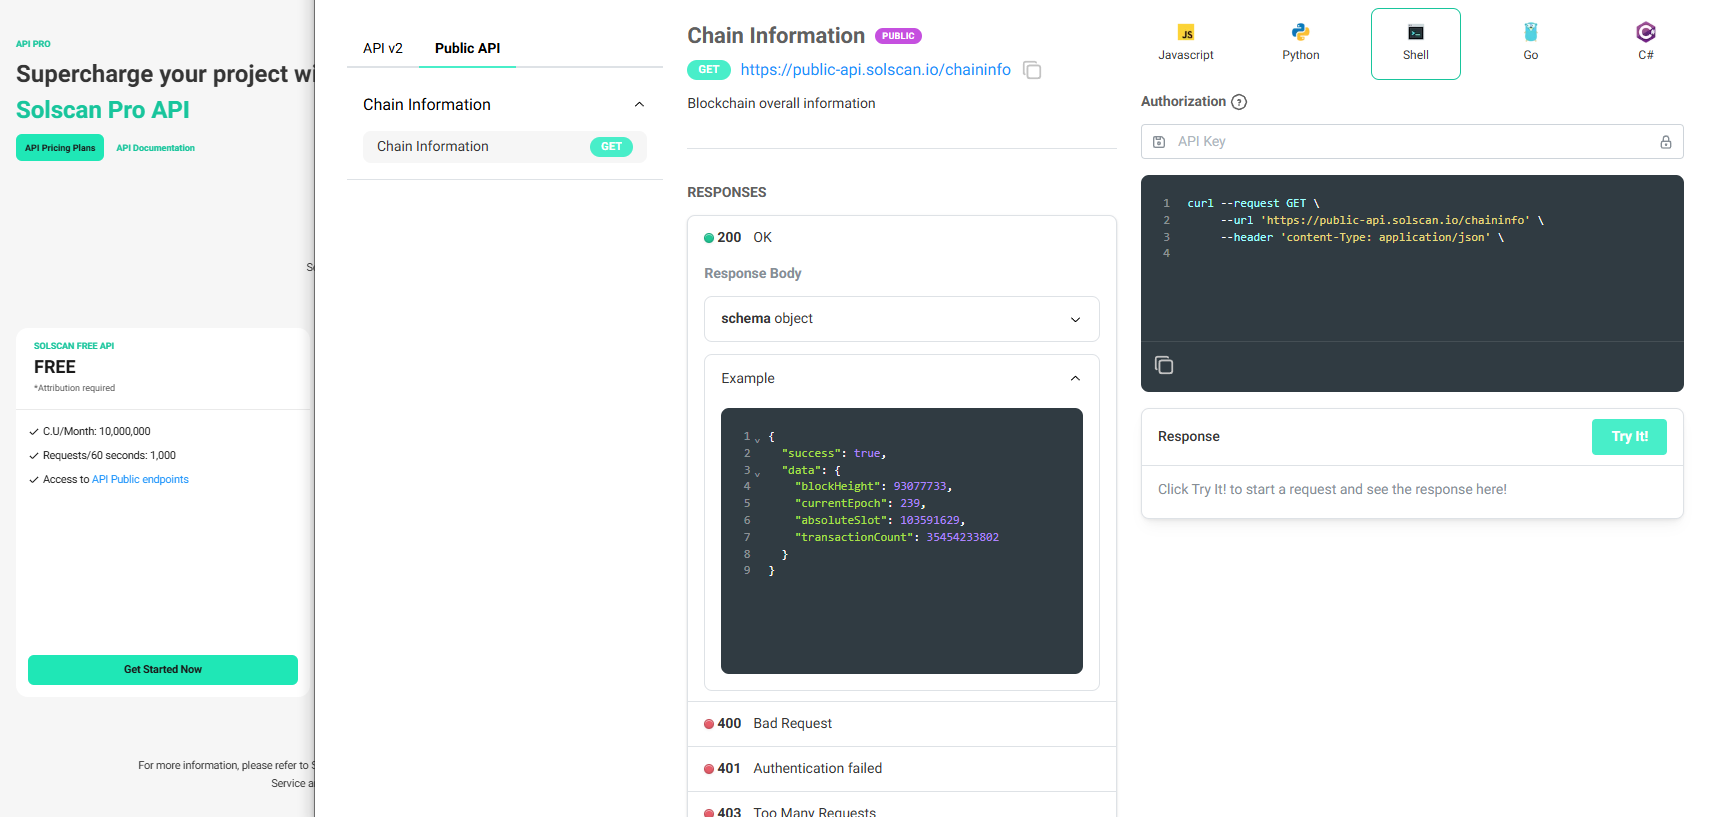 API PRO
Supercharge your project wi
Solscan Pro API
API Pricing Plans
API Documentation
SOLSCAN FREE API
FREE
*Attribution required
C.U/Month: 10,000,000
Requests/60 seconds: 1,000
Access to API Public endpoints
Get Started Now
For more information, please refer to S
Service a
API v2
Public API
Chain Information
Chain Information
GET
Chain Information
PUBLIC
GET
https://public-api.solscan.io/chaininfo
Blockchain overall information
RESPONSES
200 OK
Response Body
schema object
Example
1 {
2 "success": true,
3 "data": {
4 "blockHeight": 93077733,
5 "currentEpoch": 239,
6 "absoluteSlot": 103591629,
7 "transactionCount": 35454233802
8 }
9 }
400 Bad Request
401 Authentication failed
403 Too Many Requests
Javascript
Python
Shell
Go
C#
Authorization
API Key
1 curl --request GET \
2 --url 'https://public-api.solscan.io/chaininfo' \
3 --header 'content-Type: application/json' \
4
Response
Try It!
Click Try It! to start a request and see the response here!